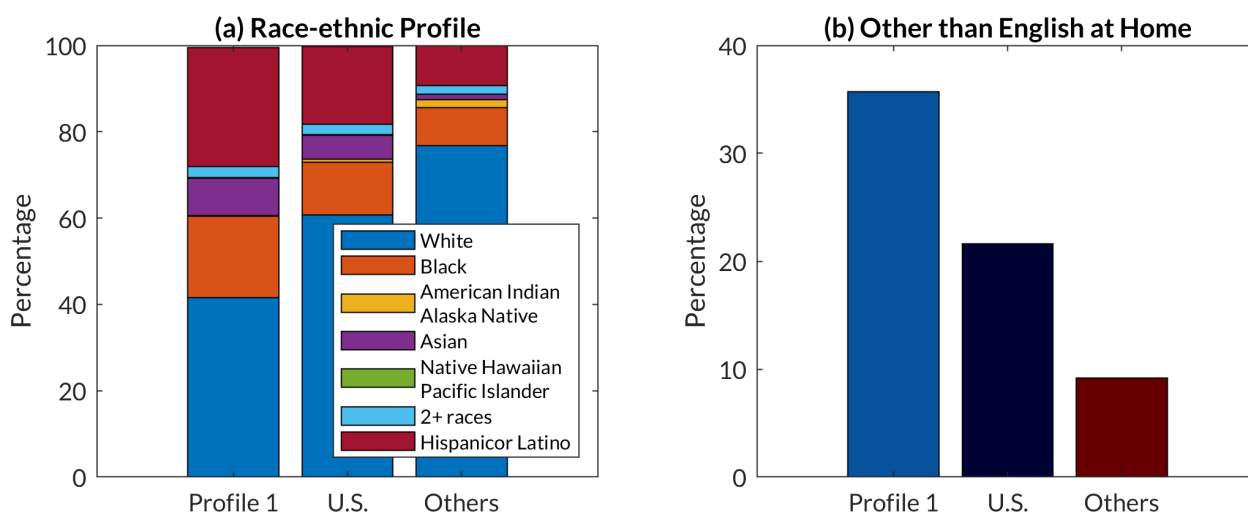 (a) Race-ethnic Profile
Percentage
100
80
60
40
20
0
White
Black
American Indian
Alaska Native
Asian
Native Hawaiian
Pacific Islander
2+ races
Hispanicor Latino
Profile 1
U.S.
Others
(b) Other than English at Home
Percentage
40
30
20
10
0
Profile 1
U.S.
Others